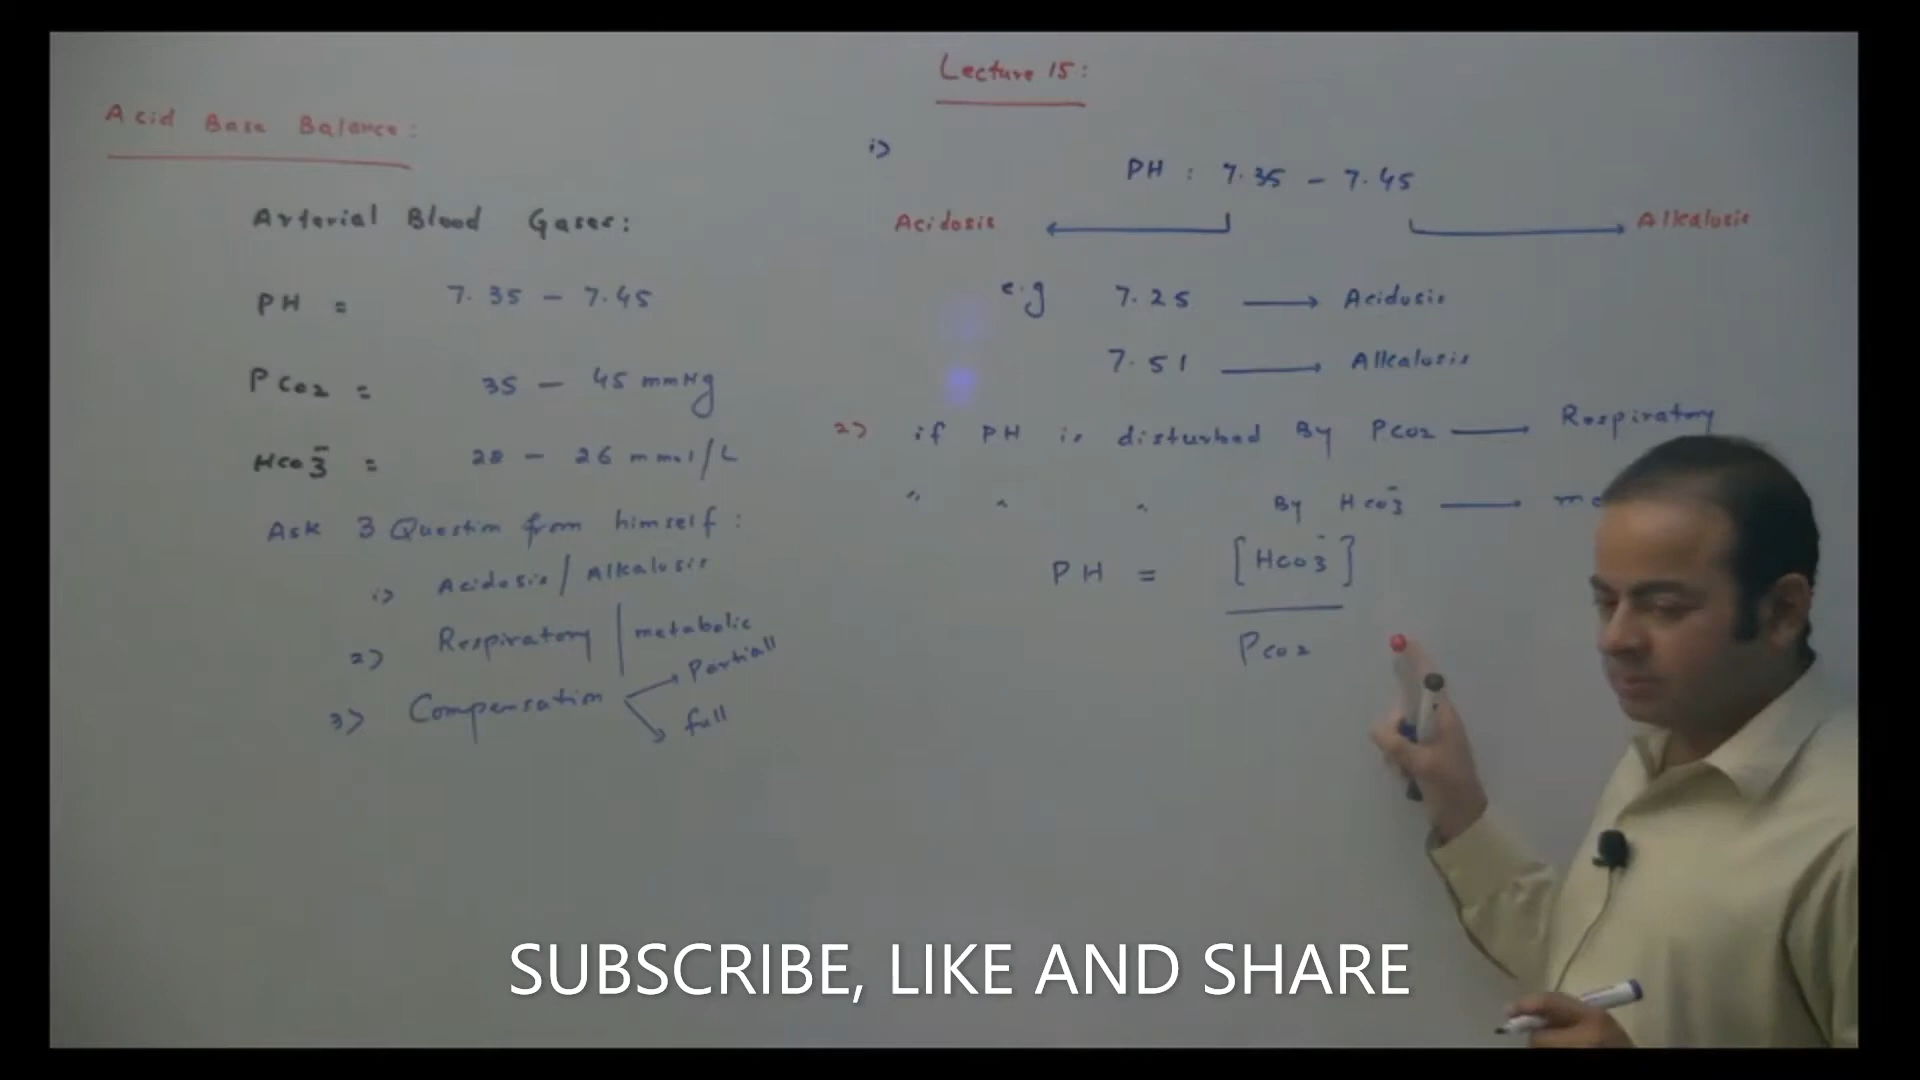 Lecture 15:
Acid Base Balance:
Arterial Blood Gases:
PH = 7.35 – 7.45
PCO2 = 35 – 45 mmHg
HCO3⁻ = 28 – 26 mmol/L
Ask 3 Question from himself:
1) Acidosis / Alkalosis
2) Respiratory | metabolic
3) Compensation → Partiall
→ full
1)
PH : 7.35 – 7.45
Acidosis ← → Alkalosis
e.g 7.25 → Acidosis
7.51 → Alkalosis
2) if PH is disturbed By PCO2 → Respiratory
" " " By HCO3⁻ →
PH = [HCO3⁻]
PCO2
SUBSCRIBE, LIKE AND SHARE